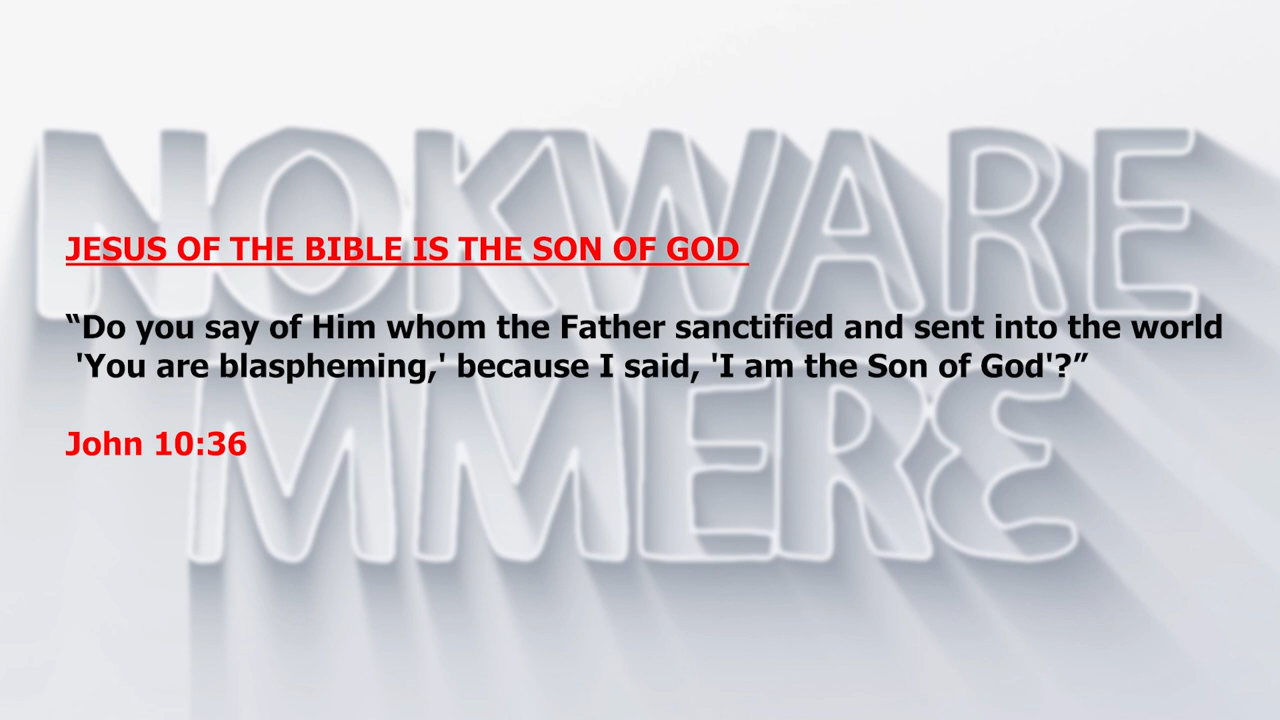 NOKWARE
MMERƐ
JESUS OF THE BIBLE IS THE SON OF GOD
“Do you say of Him whom the Father sanctified and sent into the world
'You are blaspheming,' because I said, 'I am the Son of God'?”
John 10:36